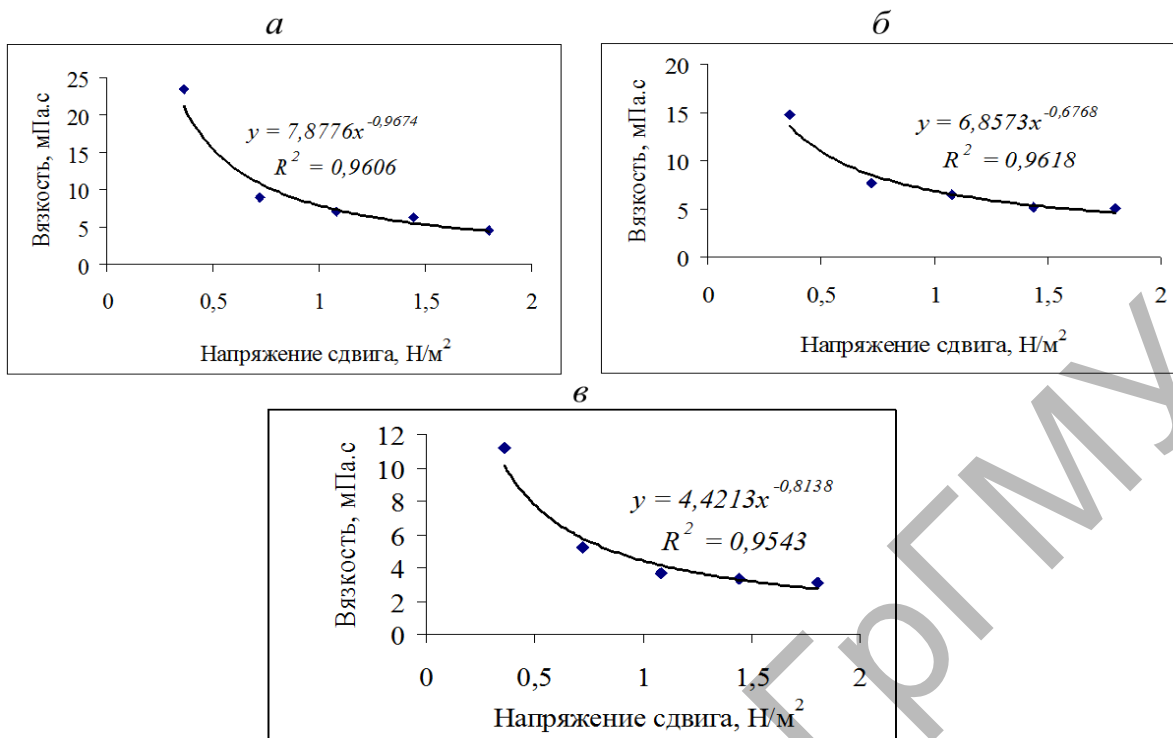 а
25
20
15
10
5
0
0
0,5
1
1,5
2
Вязкость, мПа.с
y = 7,8776x^-0,9674
R^2 = 0,9606
Напряжение сдвига, Н/м^2
б
20
15
10
5
0
0
0,5
1
1,5
2
Вязкость, мПа.с
y = 6,8573x^-0,6768
R^2 = 0,9618
Напряжение сдвига, Н/м^2
в
12
10
8
6
4
2
0
0
0,5
1
1,5
2
Вязкость, мПа.с
y = 4,4213x^-0,8138
R^2 = 0,9543
Напряжение сдвига, Н/м^2
ГрГМУ